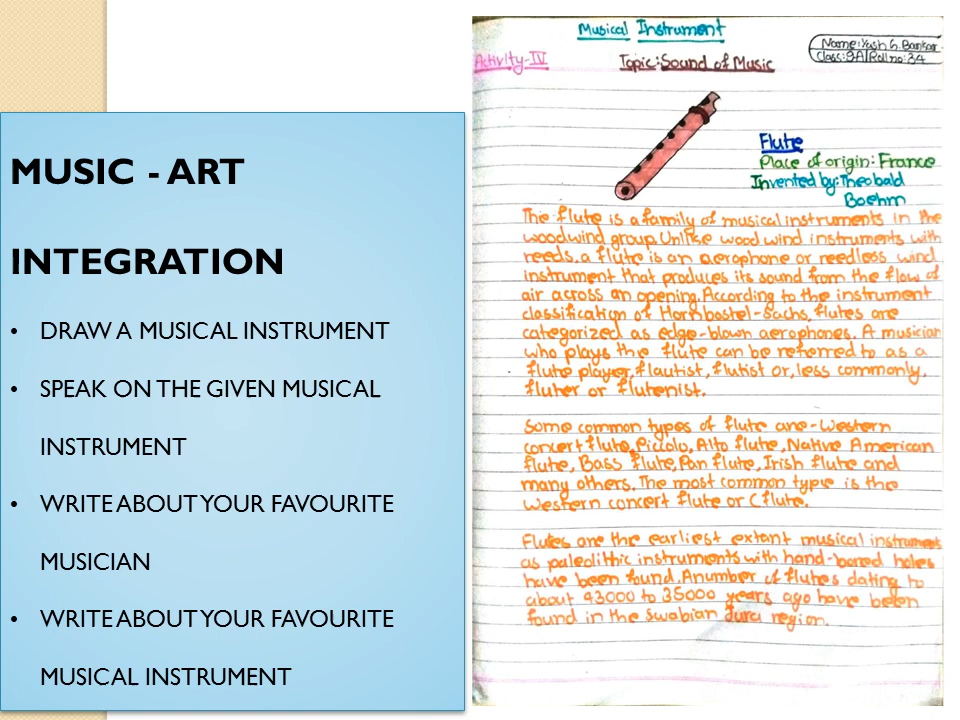 MUSIC - ART
INTEGRATION
• DRAW A MUSICAL INSTRUMENT
• SPEAK ON THE GIVEN MUSICAL
INSTRUMENT
• WRITE ABOUT YOUR FAVOURITE
MUSICIAN
• WRITE ABOUT YOUR FAVOURITE
MUSICAL INSTRUMENT
Musical Instrument
Name: Yash G. Bankar
Class: 9A/Roll no: 34
Activity-IV
Topic: Sound of Music
Flute
Place of origin: France
Invented by: Theobald
Boehm
The flute is a family of musical instruments in the
woodwind group. Unlike wood wind instruments with
reeds, a flute is an aerophone or reedless wind
instrument that produces its sound from the flow of
air across an opening. According to the instrument
classification of Hornbostel-Sachs, flutes are
categorized as edge-blown aerophones. A musician
who plays the flute can be referred to as a
flute player, flautist, flutist or, less commonly,
fluter or flutenist.
Some common types of flute are - Western
concert flute, Piccolo, Alto flute, Native American
flute, Bass flute, Pan flute, Irish flute and
many others. The most common type is the
Western concert flute or C flute.
Flutes are the earliest extant musical instruments
as paleolithic instruments with hand-bored holes
have been found. A number of flutes dating to
about 43000 to 35000 years ago have been
found in the Swabian Jura region.